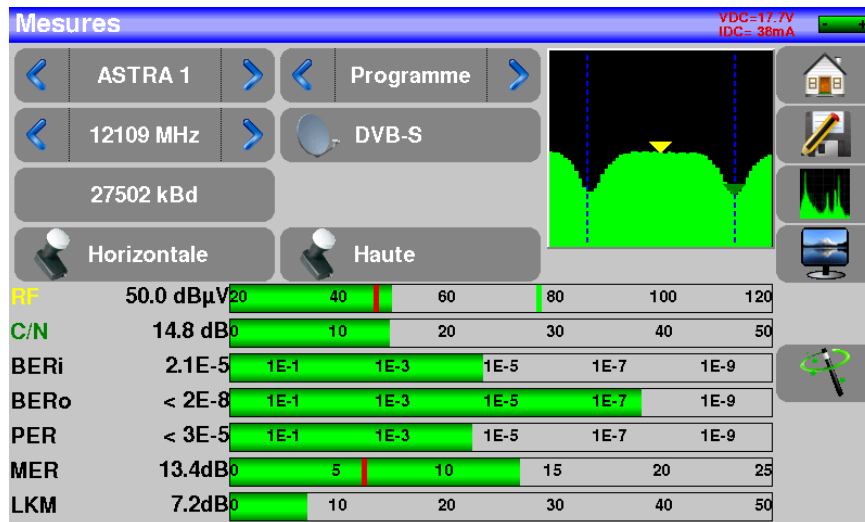 Mesures
VDC=17.7V
IDC= 38mA
- +
ASTRA 1
Programme
12109 MHz
DVB-S
27502 kBd
Horizontale
Haute
RF 50.0 dBµV 20 40 60 80 100 120
C/N 14.8 dB 0 10 20 30 40 50
BERi 2.1E-5 1E-1 1E-3 1E-5 1E-7 1E-9
BERo < 2E-8 1E-1 1E-3 1E-5 1E-7 1E-9
PER < 3E-5 1E-1 1E-3 1E-5 1E-7 1E-9
MER 13.4dB 0 5 10 15 20 25
LKM 7.2dB 0 10 20 30 40 50